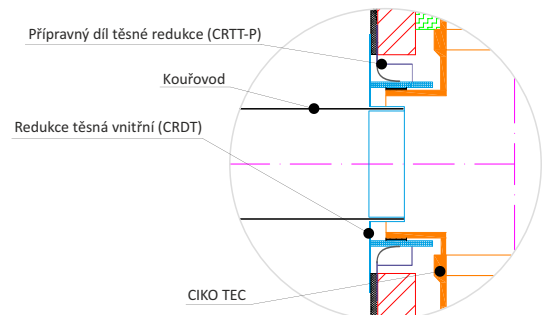 Přípravný díl těsné redukce (CRTT-P)
Kouřovod
Redukce těsná vnitřní (CRDT)
CIKO TEC